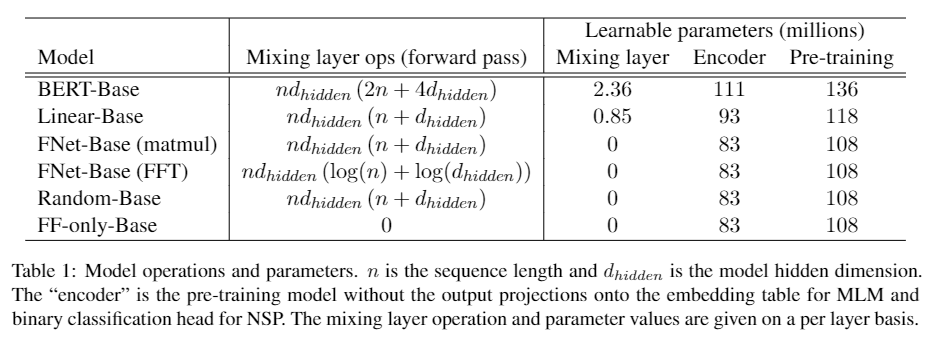 Learnable parameters (millions)
Model Mixing layer ops (forward pass) Mixing layer Encoder Pre-training
BERT-Base nd_{hidden} (2n + 4d_{hidden}) 2.36 111 136
Linear-Base nd_{hidden} (n + d_{hidden}) 0.85 93 118
FNet-Base (matmul) nd_{hidden} (n + d_{hidden}) 0 83 108
FNet-Base (FFT) nd_{hidden} (log(n) + log(d_{hidden})) 0 83 108
Random-Base nd_{hidden} (n + d_{hidden}) 0 83 108
FF-only-Base 0 0 83 108
Table 1: Model operations and parameters. n is the sequence length and d_{hidden} is the model hidden dimension.
The “encoder” is the pre-training model without the output projections onto the embedding table for MLM and
binary classification head for NSP. The mixing layer operation and parameter values are given on a per layer basis.